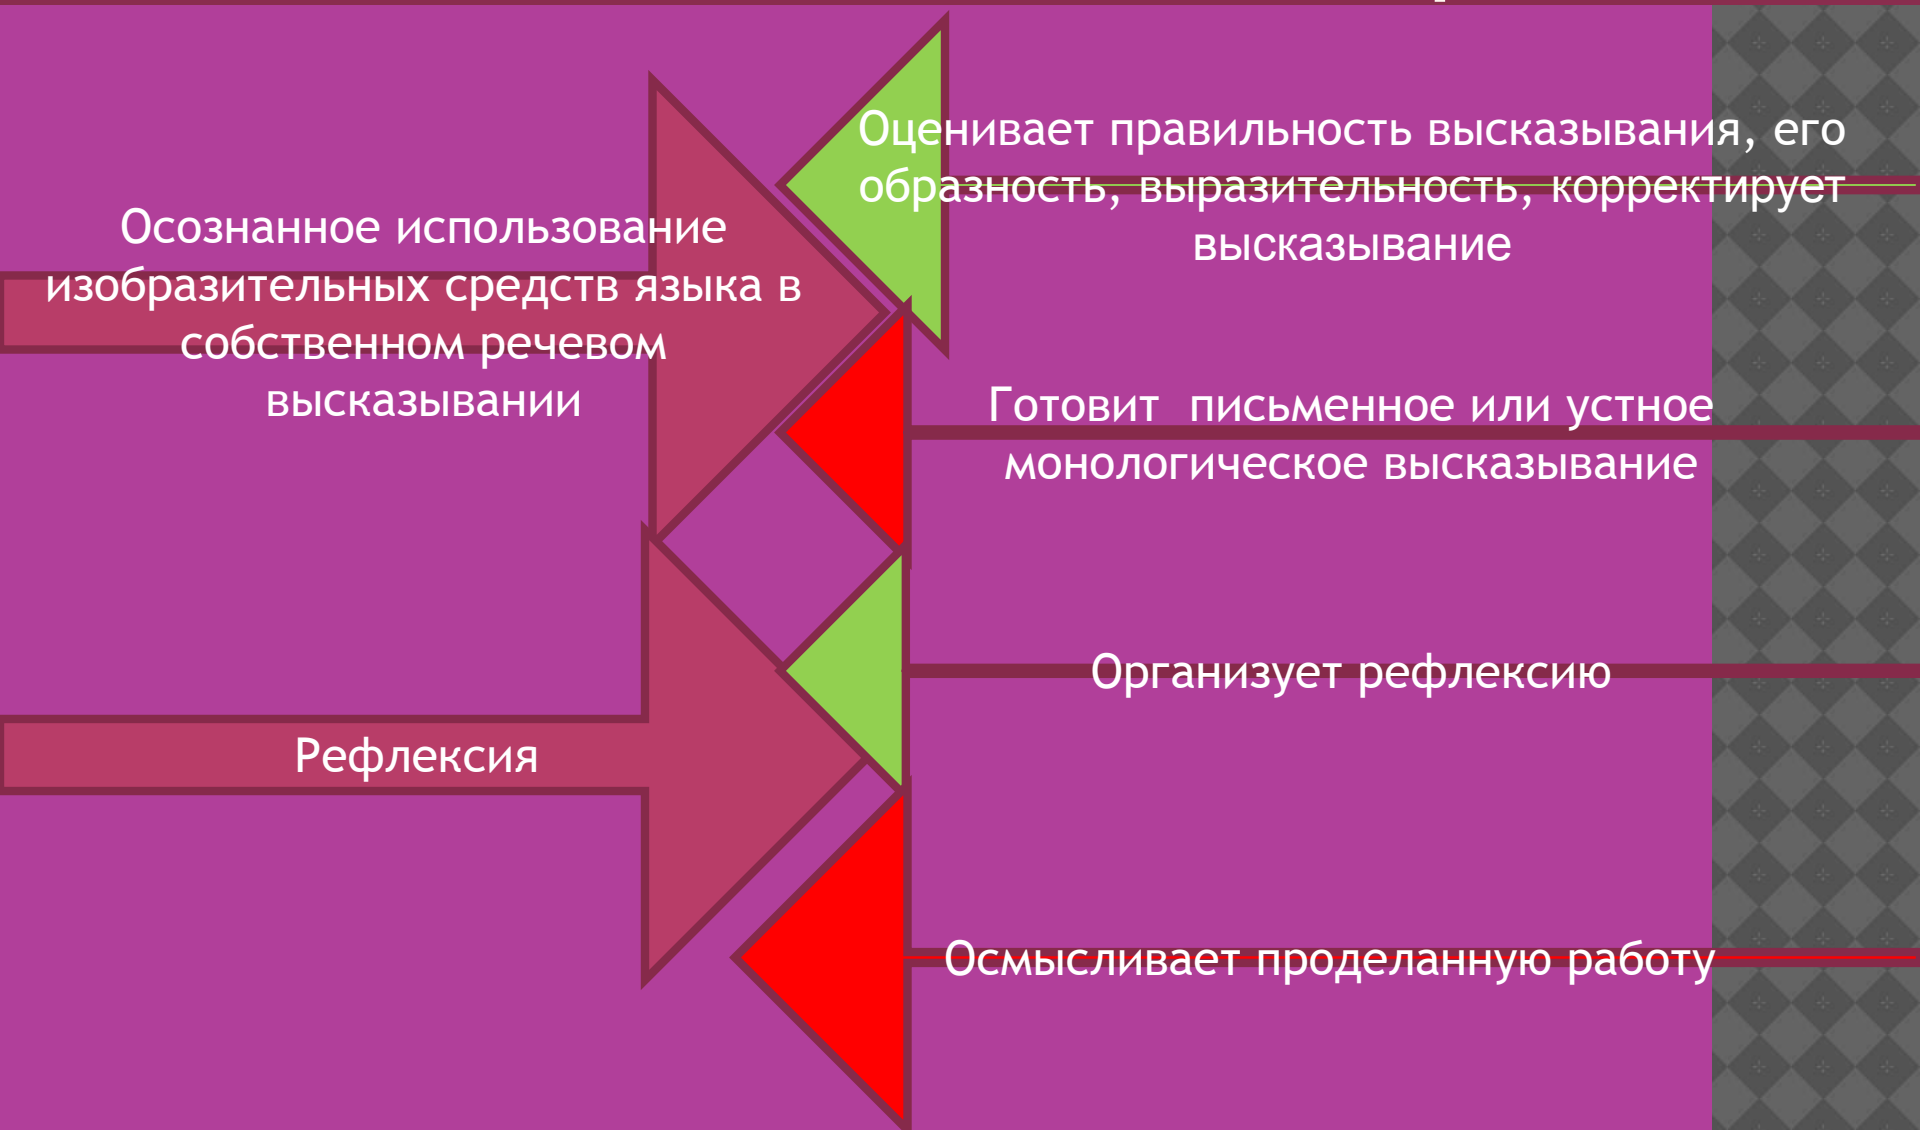 Осознанное использование
изобразительных средств языка в
собственном речевом
высказывании
Оценивает правильность высказывания, его
образность, выразительность, корректирует
высказывание
Готовит письменное или устное
монологическое высказывание
Рефлексия
Организует рефлексию
Осмысливает проделанную работу